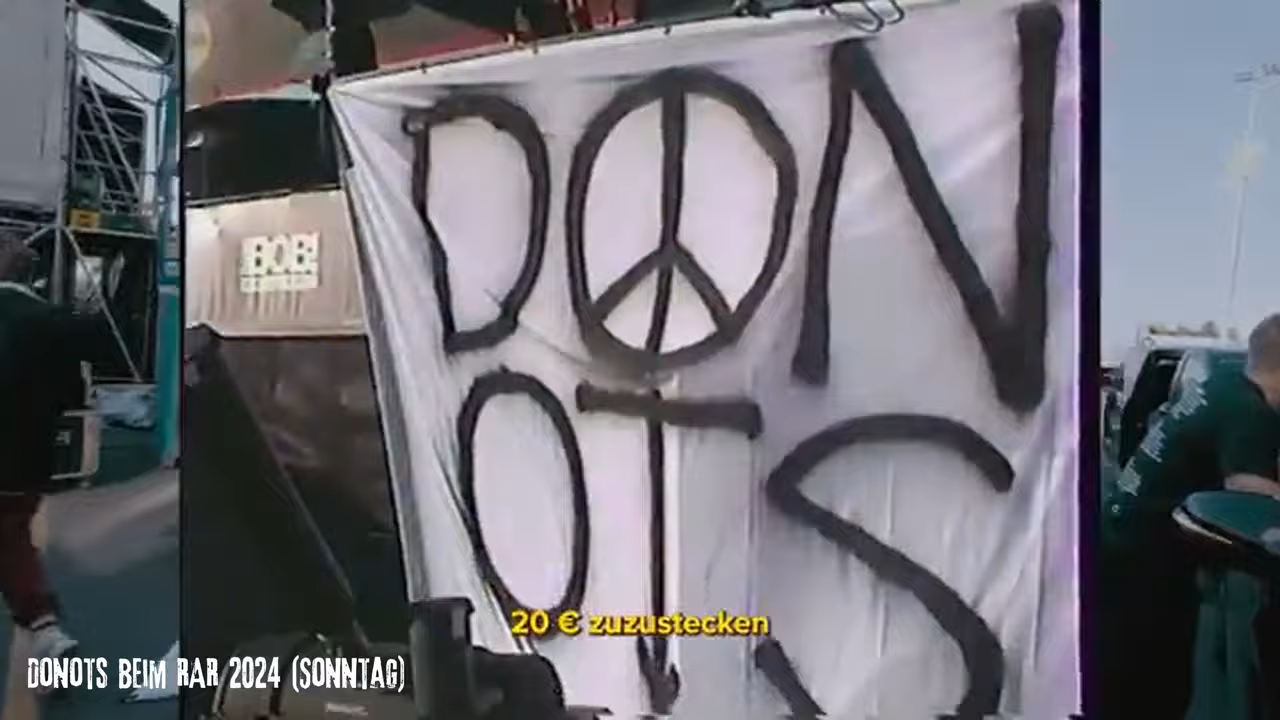 DON
OTS
BOB!
20 € zuzustecken
DONOTS BEIM RAR 2024 (SONNTAG)